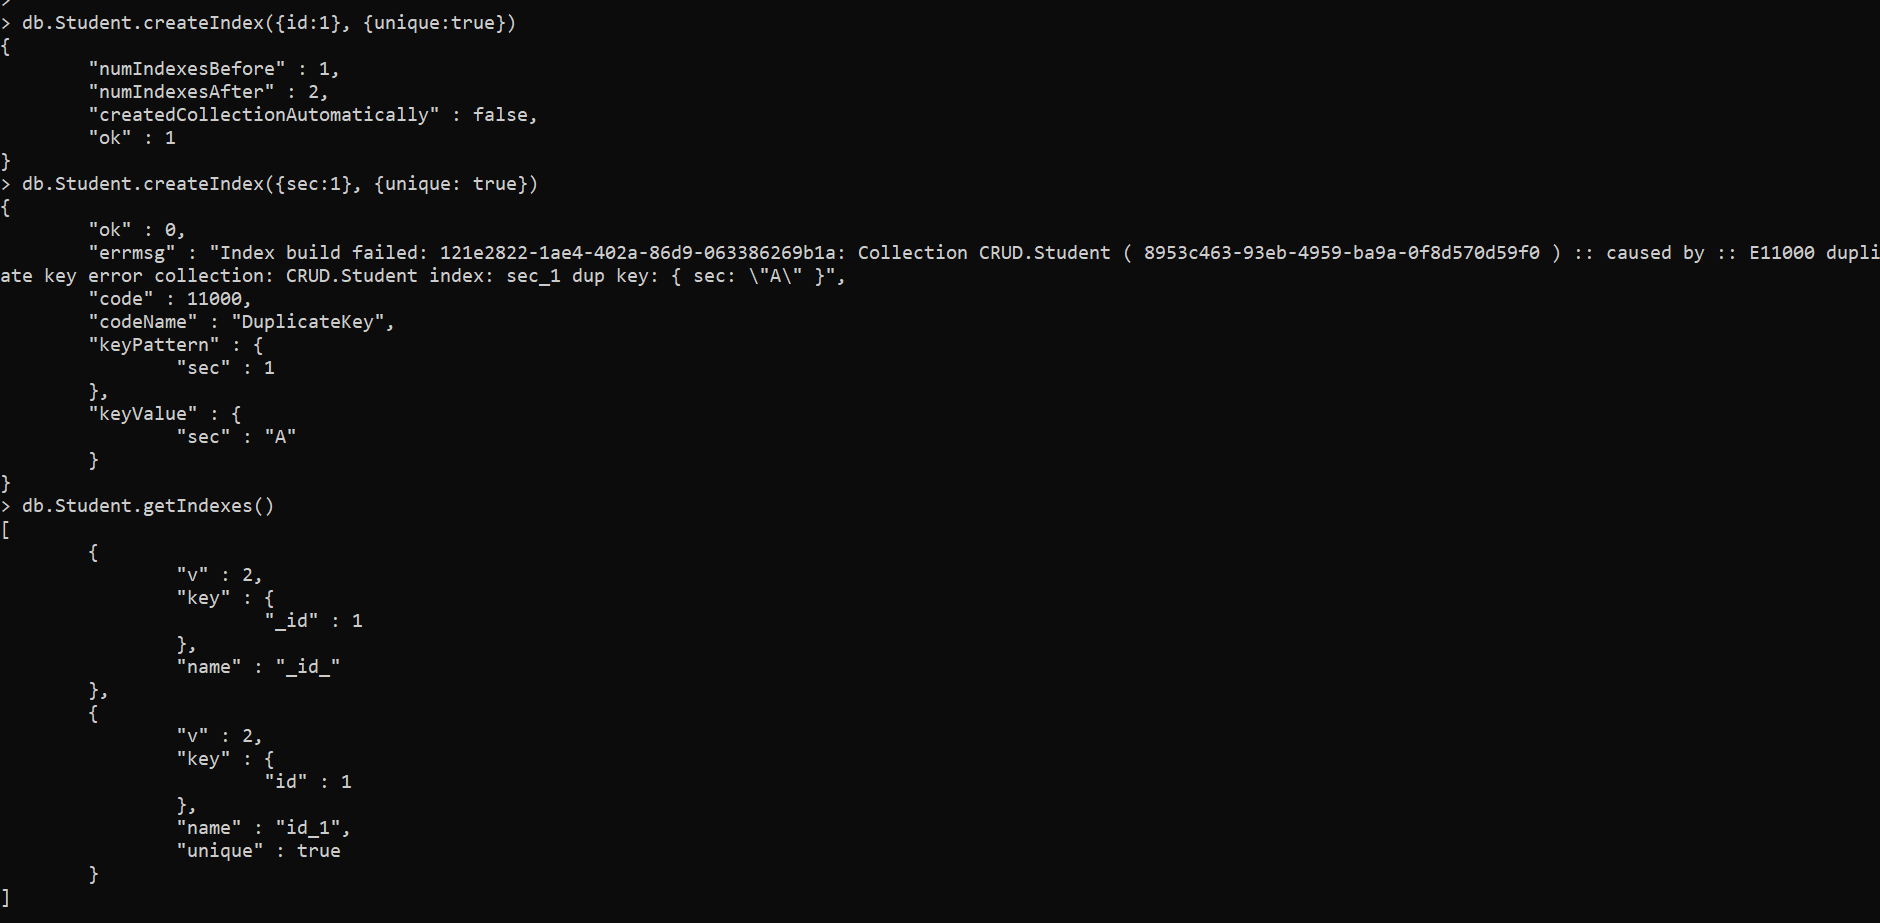 >
> db.Student.createIndex({id:1}, {unique:true})
{
        "numIndexesBefore" : 1,
        "numIndexesAfter" : 2,
        "createdCollectionAutomatically" : false,
        "ok" : 1
}
> db.Student.createIndex({sec:1}, {unique: true})
{
        "ok" : 0,
        "errmsg" : "Index build failed: 121e2822-1ae4-402a-86d9-063386269b1a: Collection CRUD.Student ( 8953c463-93eb-4959-ba9a-0f8d570d59f0 ) :: caused by :: E11000 dupli
ate key error collection: CRUD.Student index: sec_1 dup key: { sec: \"A\" }",
        "code" : 11000,
        "codeName" : "DuplicateKey",
        "keyPattern" : {
                "sec" : 1
        },
        "keyValue" : {
                "sec" : "A"
        }
}
> db.Student.getIndexes()
[
        {
                "v" : 2,
                "key" : {
                        "_id" : 1
                },
                "name" : "_id_"
        },
        {
                "v" : 2,
                "key" : {
                        "id" : 1
                },
                "name" : "id_1",
                "unique" : true
        }
]